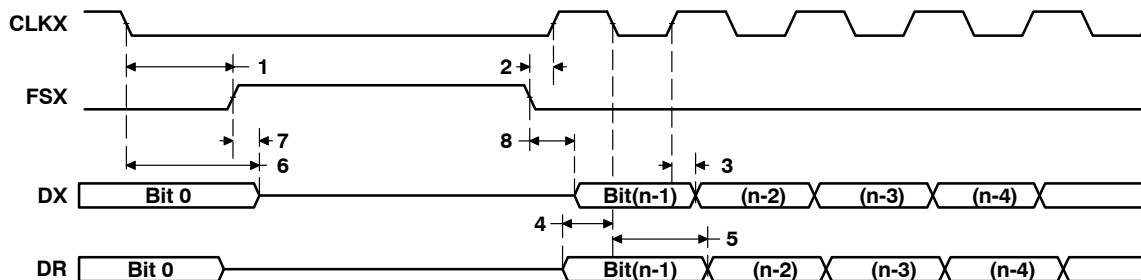 CLKX
1
2
FSX
7
8
6
3
DX
Bit 0
Bit(n-1)
(n-2)
(n-3)
(n-4)
4
5
DR
Bit 0
Bit(n-1)
(n-2)
(n-3)
(n-4)